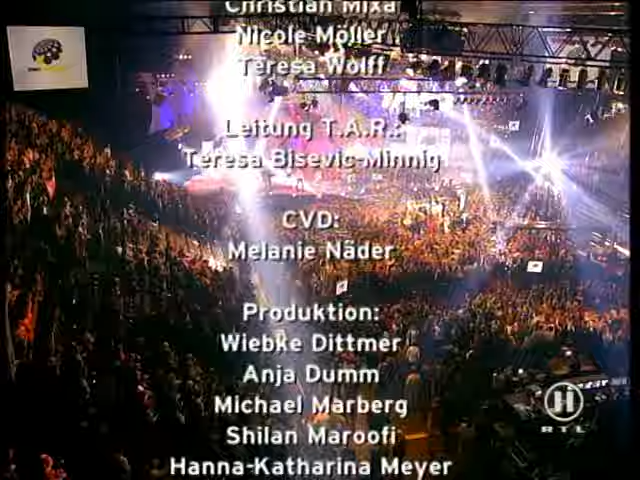 Christian Mixa
Nicole Möller
Teresa Wolff
Leitung T.A.R.:
Teresa Bisevic-Minnig
CVD:
Melanie Näder
Produktion:
Wiebke Dittmer
Anja Dumm
Michael Marberg
Shilan Maroofi
Hanna-Katharina Meyer
H
RTL